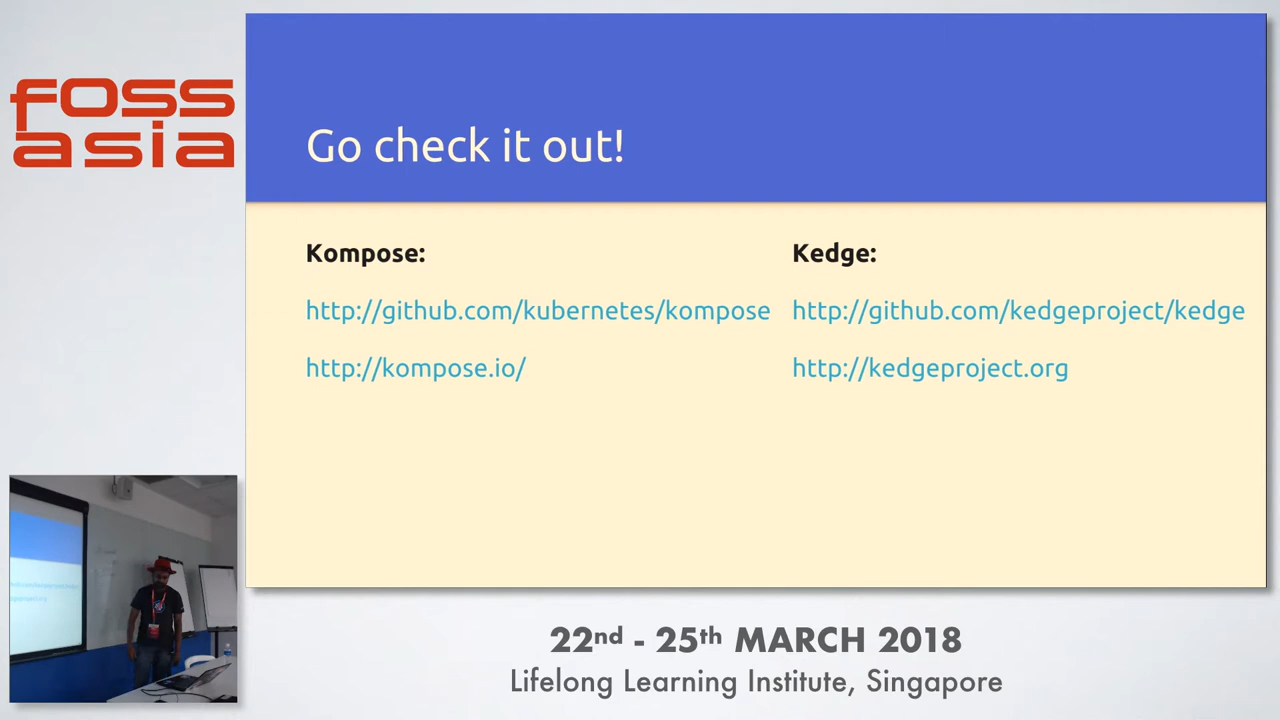 foss
asia
Go check it out!
Kompose:
http://github.com/kubernetes/kompose
http://kompose.io/
Kedge:
http://github.com/kedgeproject/kedge
http://kedgeproject.org
22nd - 25th MARCH 2018
Lifelong Learning Institute, Singapore